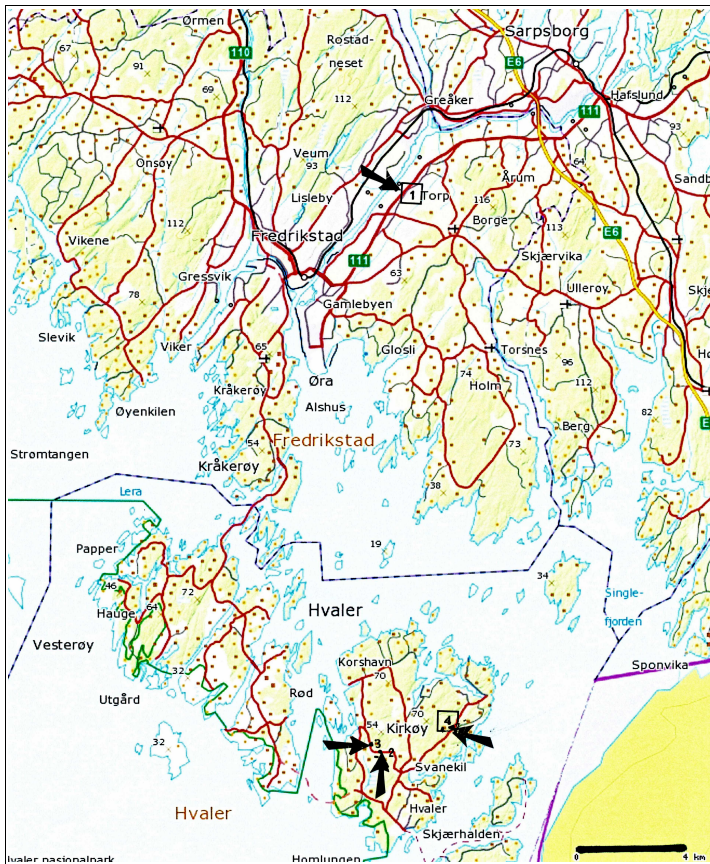 Sarpsborg
Ørmen
67
110
Rostad-
neset
E6
91
69
112
Greåker
Hafslund
111
93
Onsøy
Veum
93
64
Lisleby
Årum
Sandb
1
Torp
116
112
Borge
113
Vikene
Fredrikstad
E6
Skjærvika
111
Gressvik
63
Ullerøy
Skje
78
Gamlebyen
Slevik
Viker
65
Glosli
Torsnes
Hø
96
Øra
74
Holm
112
Kråkerøy
Øyenkilen
Alshus
82
E
Berg
Fredrikstad
54
73
Strømtangen
Kråkerøy
38
Lera
Papper
19
34
46
72
Hauge
64
Hvaler
Single-
fjorden
Vesterøy
Korshavn
Sponvika
32
70
Rød
Utgård
70
54
Kirkøy
4
32
3
2
Svanekil
Hvaler
Hvaler
Skjærhalden
0
4 km
valer nasjonalpark
Homlungen